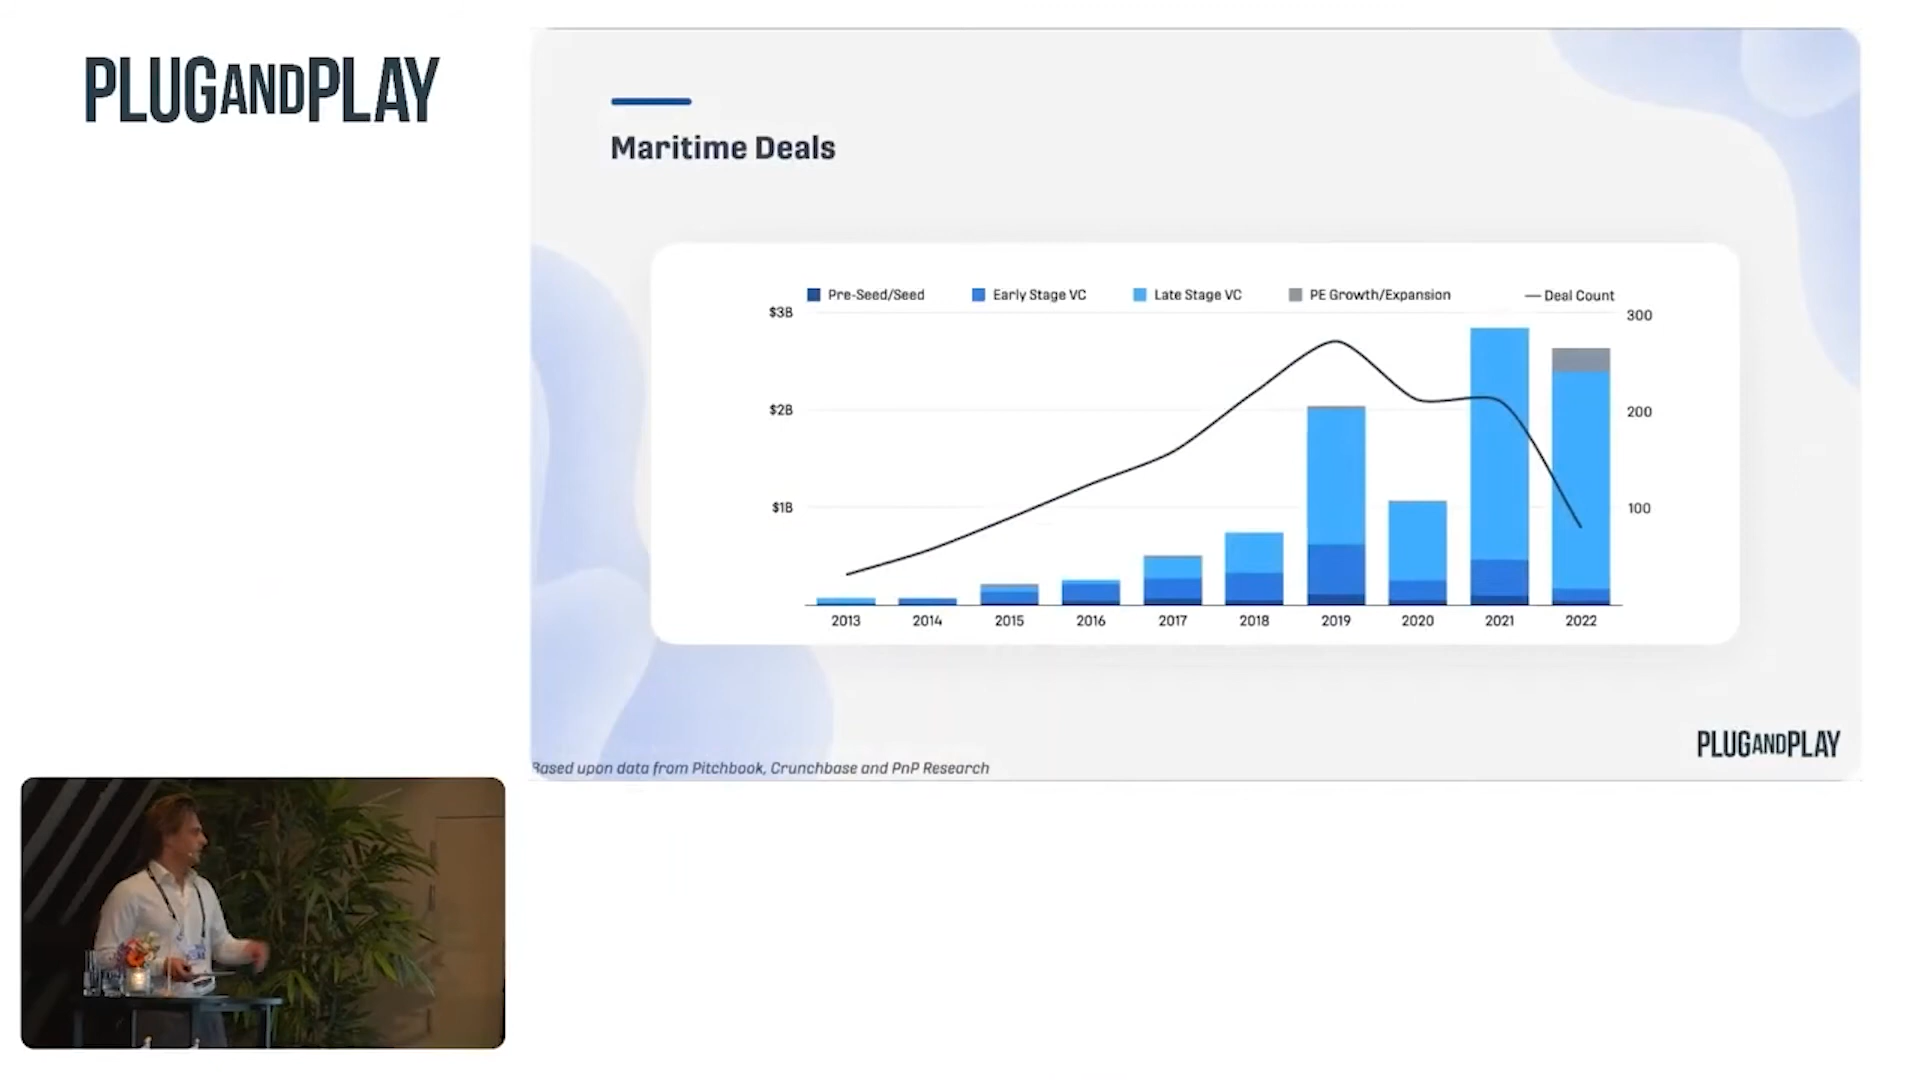 PLUGANDPLAY
Maritime Deals
Pre-Seed/Seed Early Stage VC Late Stage VC PE Growth/Expansion Deal Count
$3B 300
$2B 200
$1B 100
2013 2014 2015 2016 2017 2018 2019 2020 2021 2022
PLUGANDPLAY
Based upon data from Pitchbook, Crunchbase and PnP Research